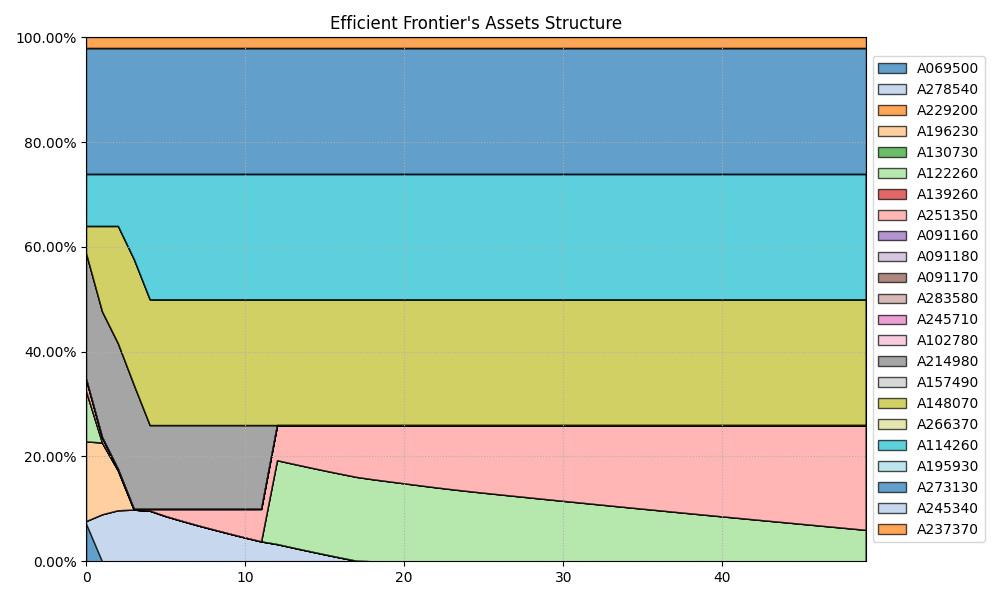 Efficient Frontier's Assets Structure
100.00%
80.00%
60.00%
40.00%
20.00%
0.00%
0
10
20
30
40
A069500
A278540
A229200
A196230
A130730
A122260
A139260
A251350
A091160
A091180
A091170
A283580
A245710
A102780
A214980
A157490
A148070
A266370
A114260
A195930
A273130
A245340
A237370